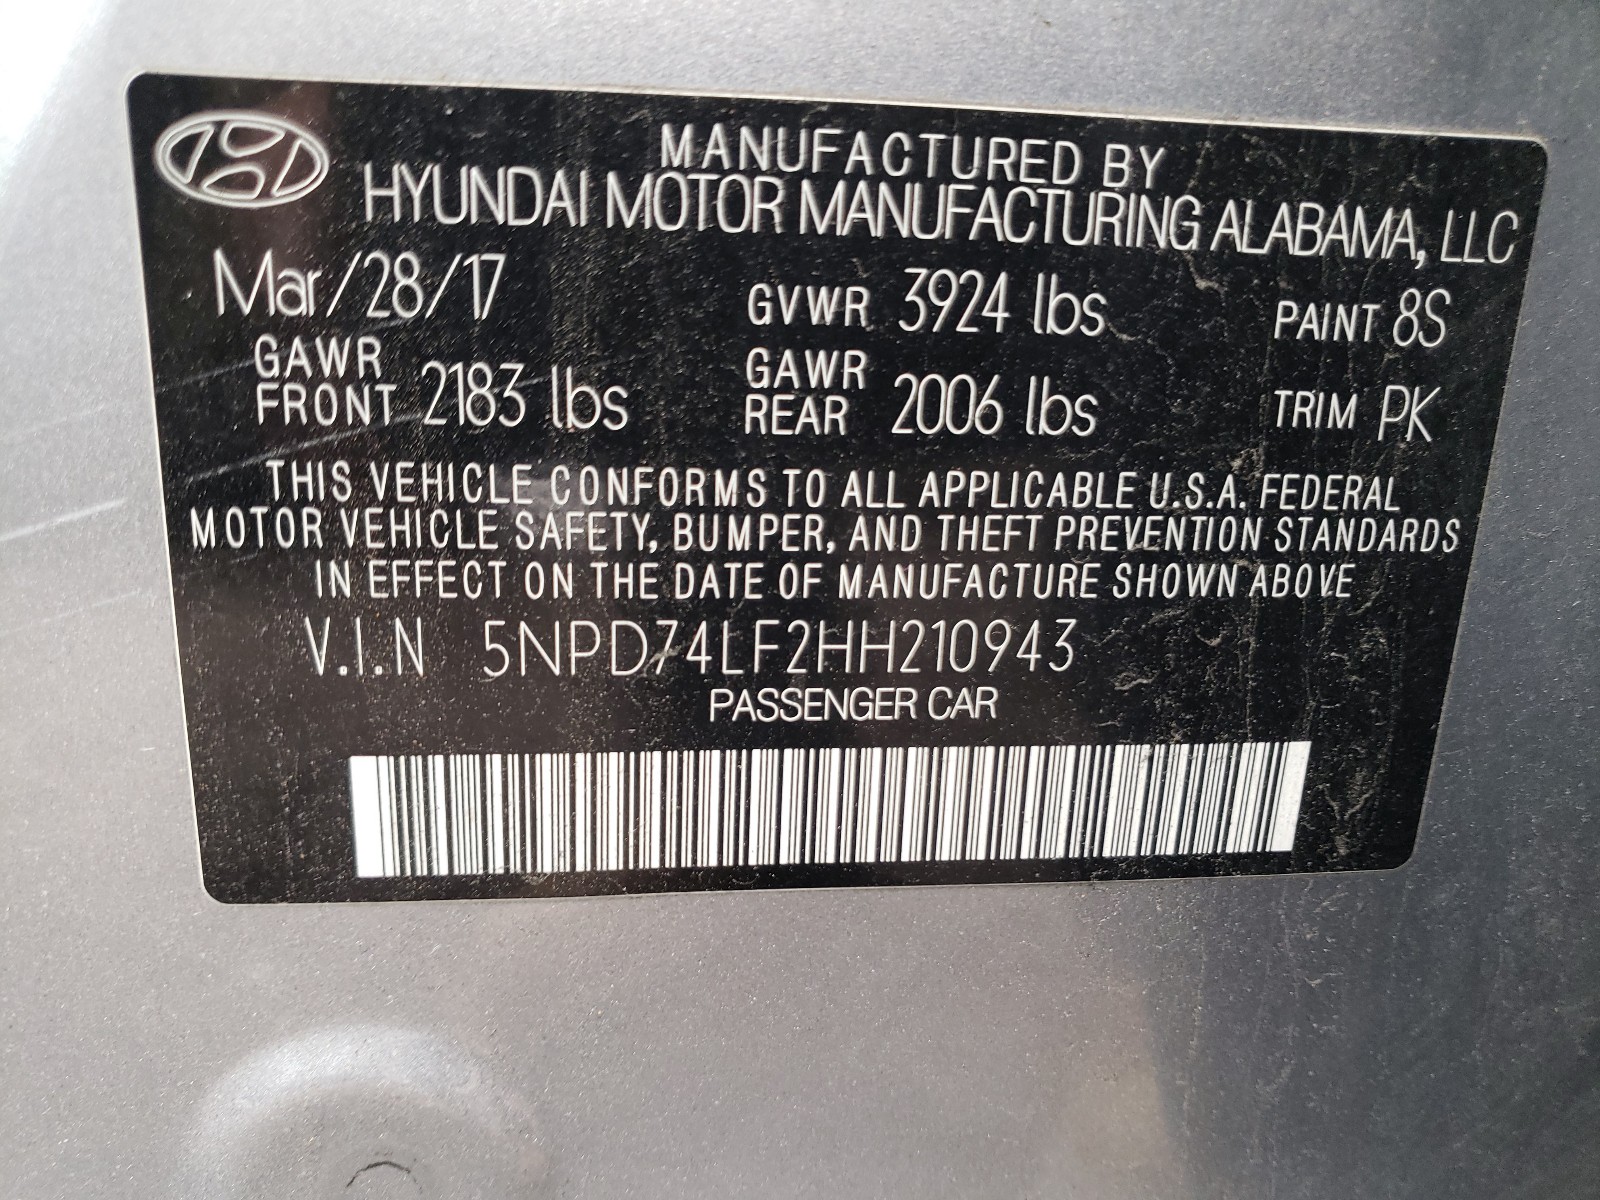 MANUFACTURED BY
HYUNDAI MOTOR MANUFACTURING ALABAMA, LLC
Mar/28/17 GVWR 3924 lbs PAINT 8S
GAWR FRONT 2183 lbs GAWR REAR 2006 lbs TRIM PK
THIS VEHICLE CONFORMS TO ALL APPLICABLE U.S.A. FEDERAL
MOTOR VEHICLE SAFETY, BUMPER, AND THEFT PREVENTION STANDARDS
IN EFFECT ON THE DATE OF MANUFACTURE SHOWN ABOVE
V.I.N 5NPD74LF2HH210943
PASSENGER CAR